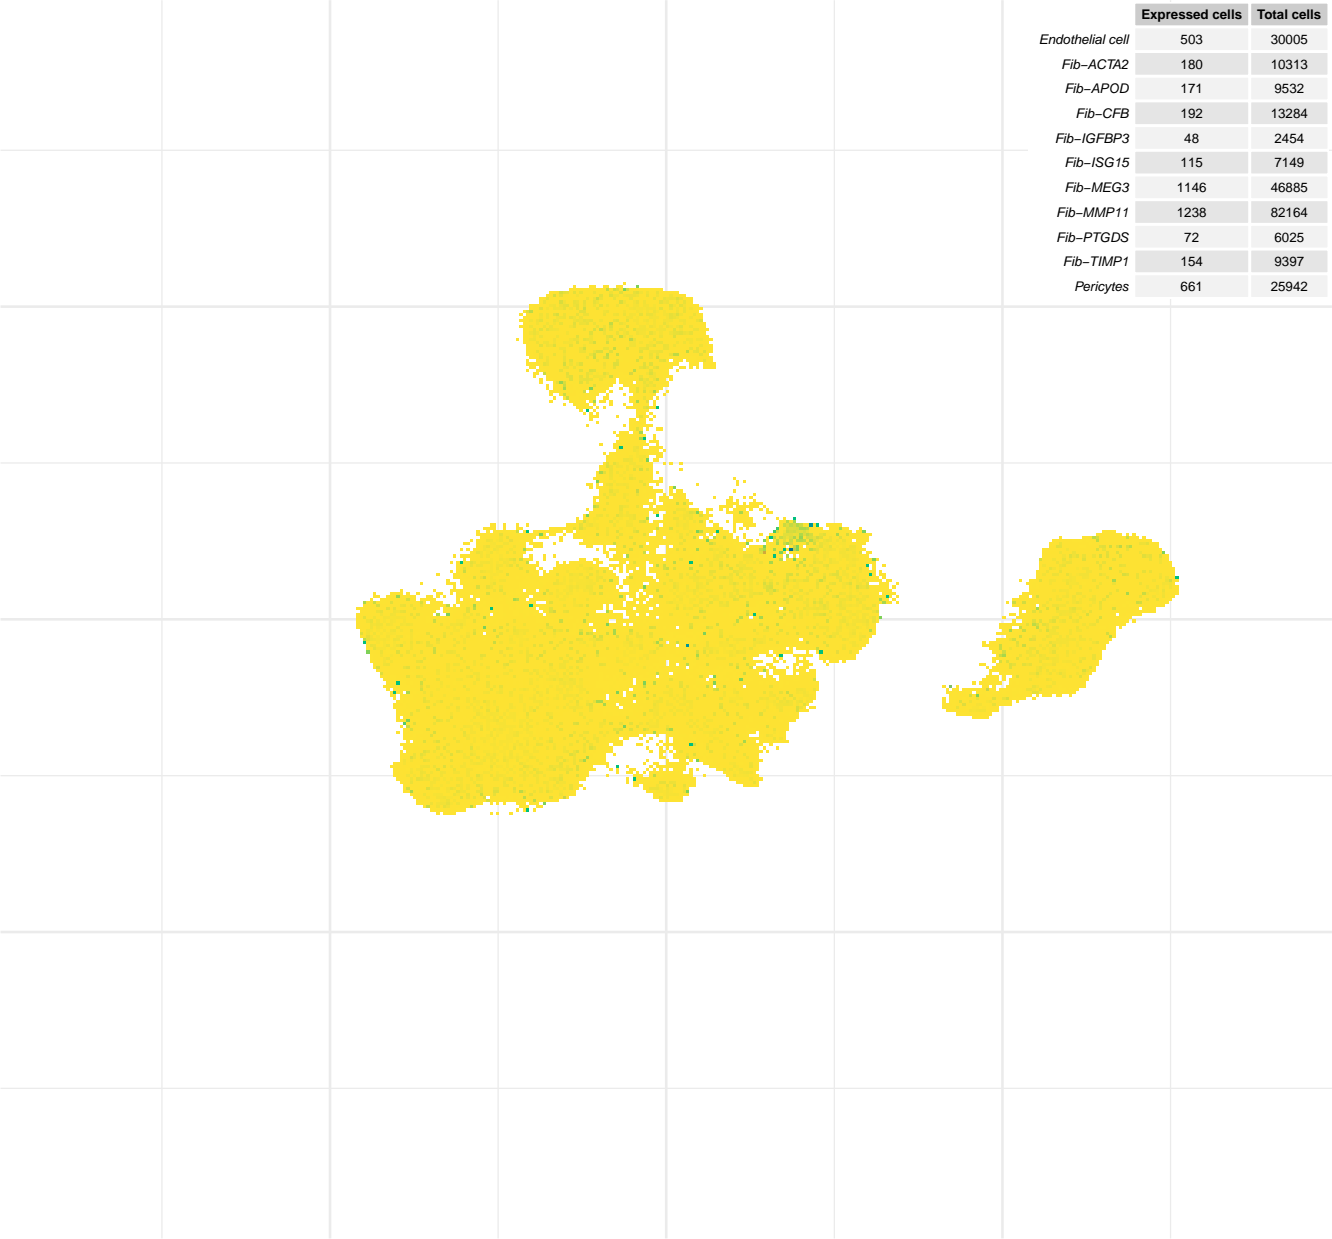 Expressed cells Total cells
Endothelial cell 503 30005
Fib−ACTA2 180 10313
Fib−APOD 171 9532
Fib−CFB 192 13284
Fib−IGFBP3 48 2454
Fib−ISG15 115 7149
Fib−MEG3 1146 46885
Fib−MMP11 1238 82164
Fib−PTGDS 72 6025
Fib−TIMP1 154 9397
Pericytes 661 25942